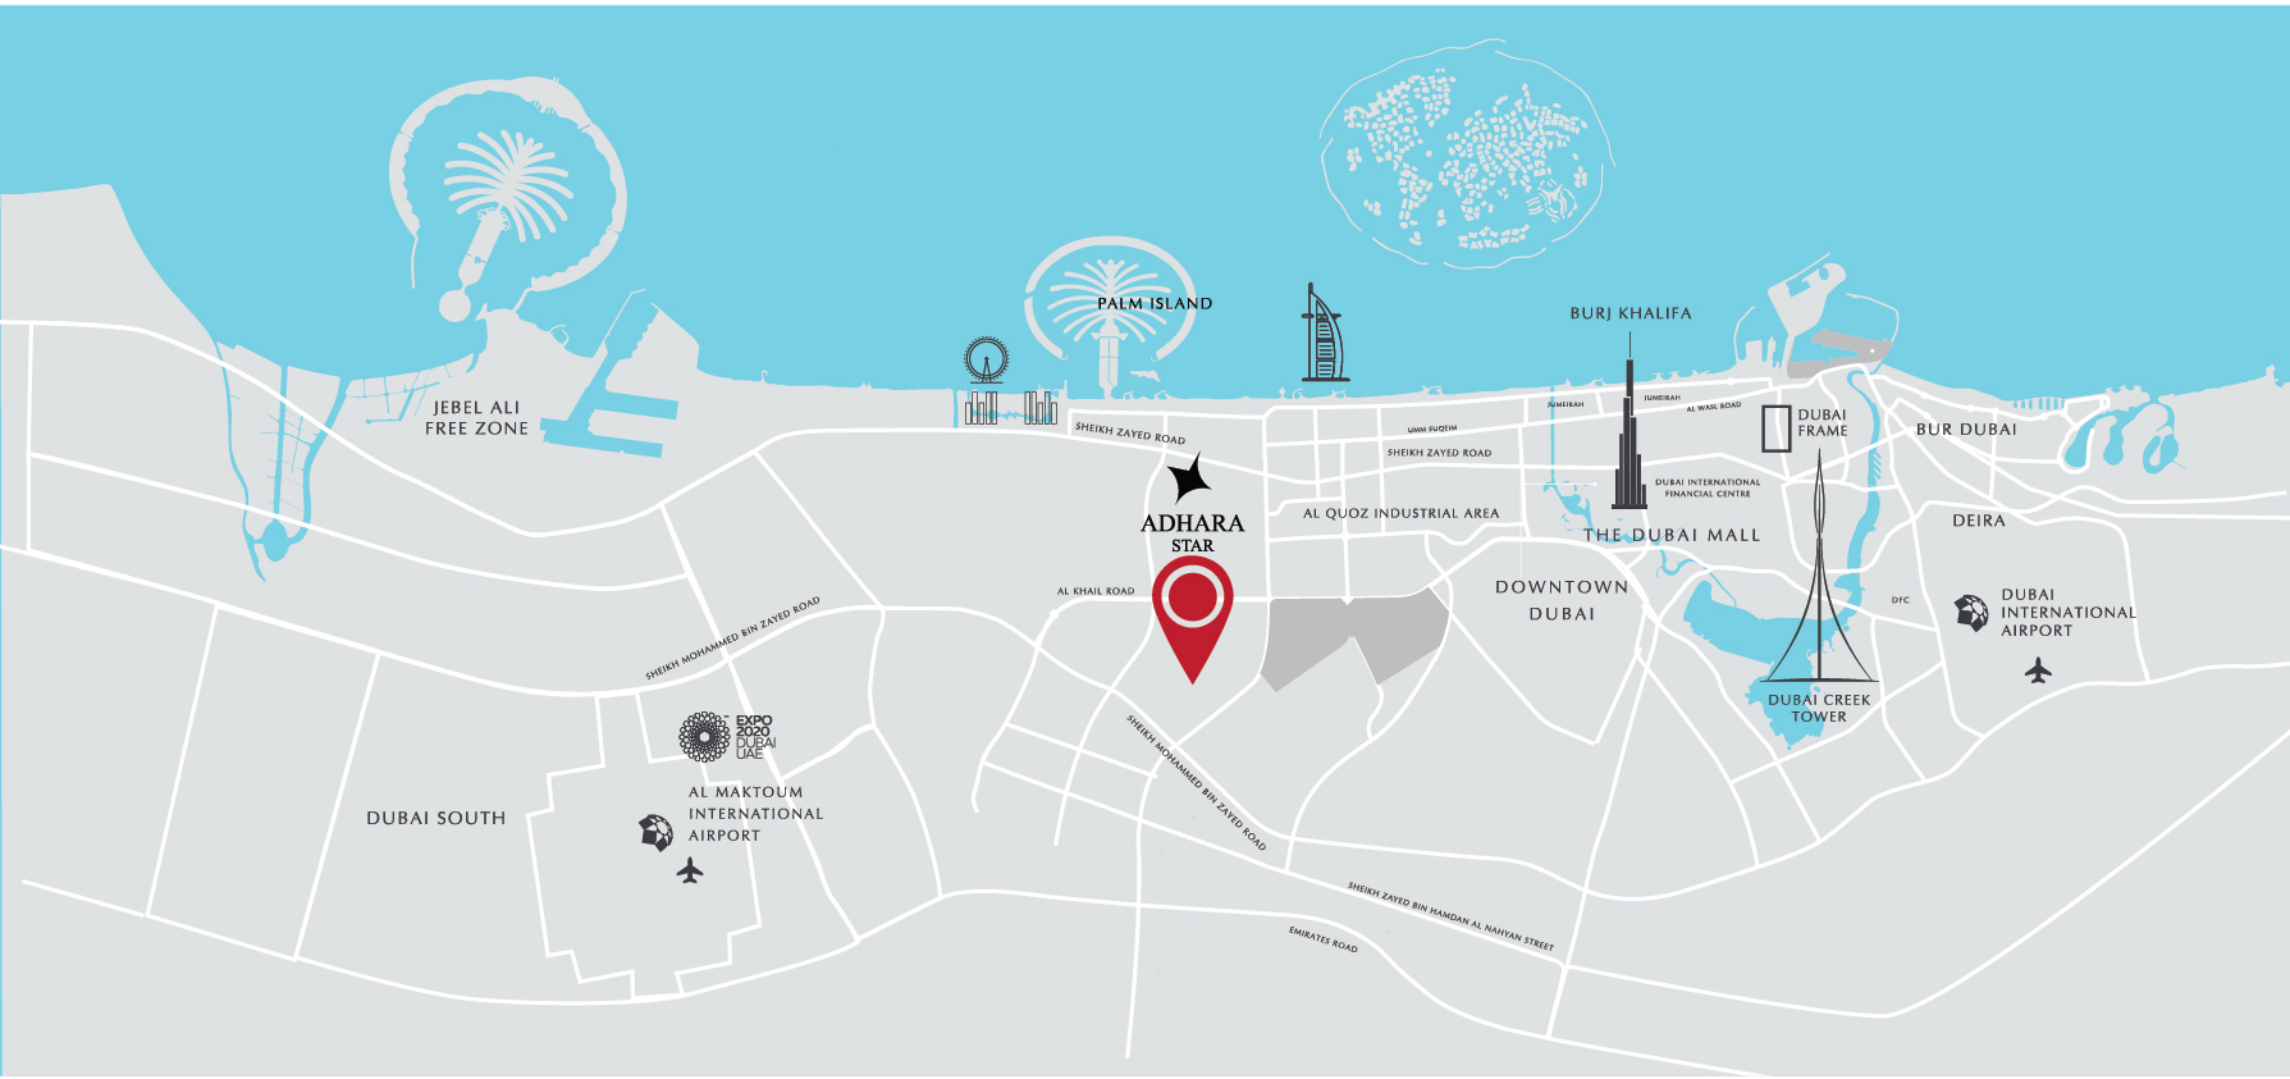 PALM ISLAND
BURJ KHALIFA
JEBEL ALI
FREE ZONE
SHEIKH ZAYED ROAD
UMM SUQEIM
SHEIKH ZAYED ROAD
JUMEIRAH
JUMEIRAH
AL WASL ROAD
DUBAI
FRAME
BUR DUBAI
DUBAI INTERNATIONAL
FINANCIAL CENTRE
ADHARA
STAR
AL QUOZ INDUSTRIAL AREA
THE DUBAI MALL
DEIRA
AL KHAIL ROAD
DOWNTOWN
DUBAI
DFC
DUBAI
INTERNATIONAL
AIRPORT
SHEIKH MOHAMMED BIN ZAYED ROAD
DUBAI CREEK
TOWER
EXPO
2020
DUBAI
UAE
SHEIKH MOHAMMED BIN ZAYED ROAD
AL MAKTOUM
INTERNATIONAL
AIRPORT
DUBAI SOUTH
SHEIKH ZAYED BIN HAMDAN AL NAHYAN STREET
EMIRATES ROAD